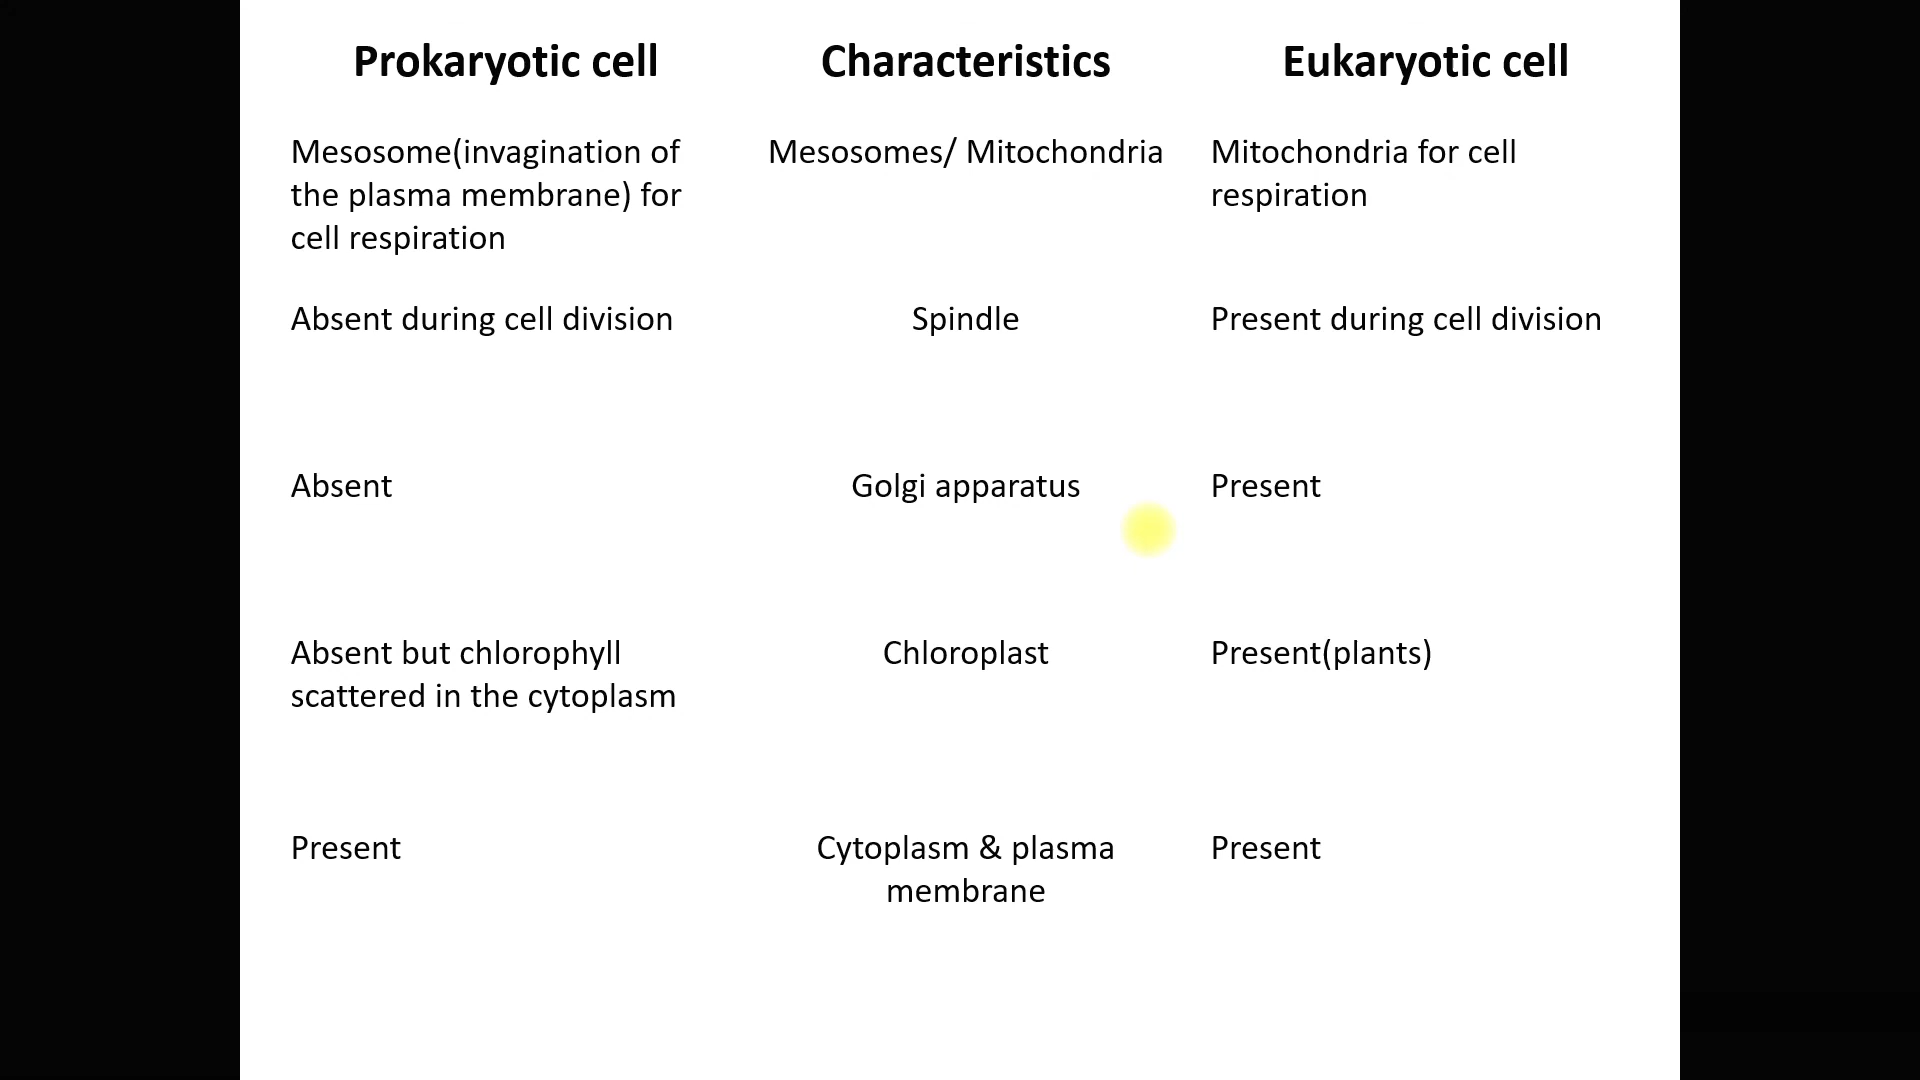 Prokaryotic cell
Characteristics
Eukaryotic cell
Mesosome(invagination of
the plasma membrane) for
cell respiration
Mesosomes/ Mitochondria
Mitochondria for cell
respiration
Absent during cell division
Spindle
Present during cell division
Absent
Golgi apparatus
Present
Absent but chlorophyll
scattered in the cytoplasm
Chloroplast
Present(plants)
Present
Cytoplasm & plasma
membrane
Present